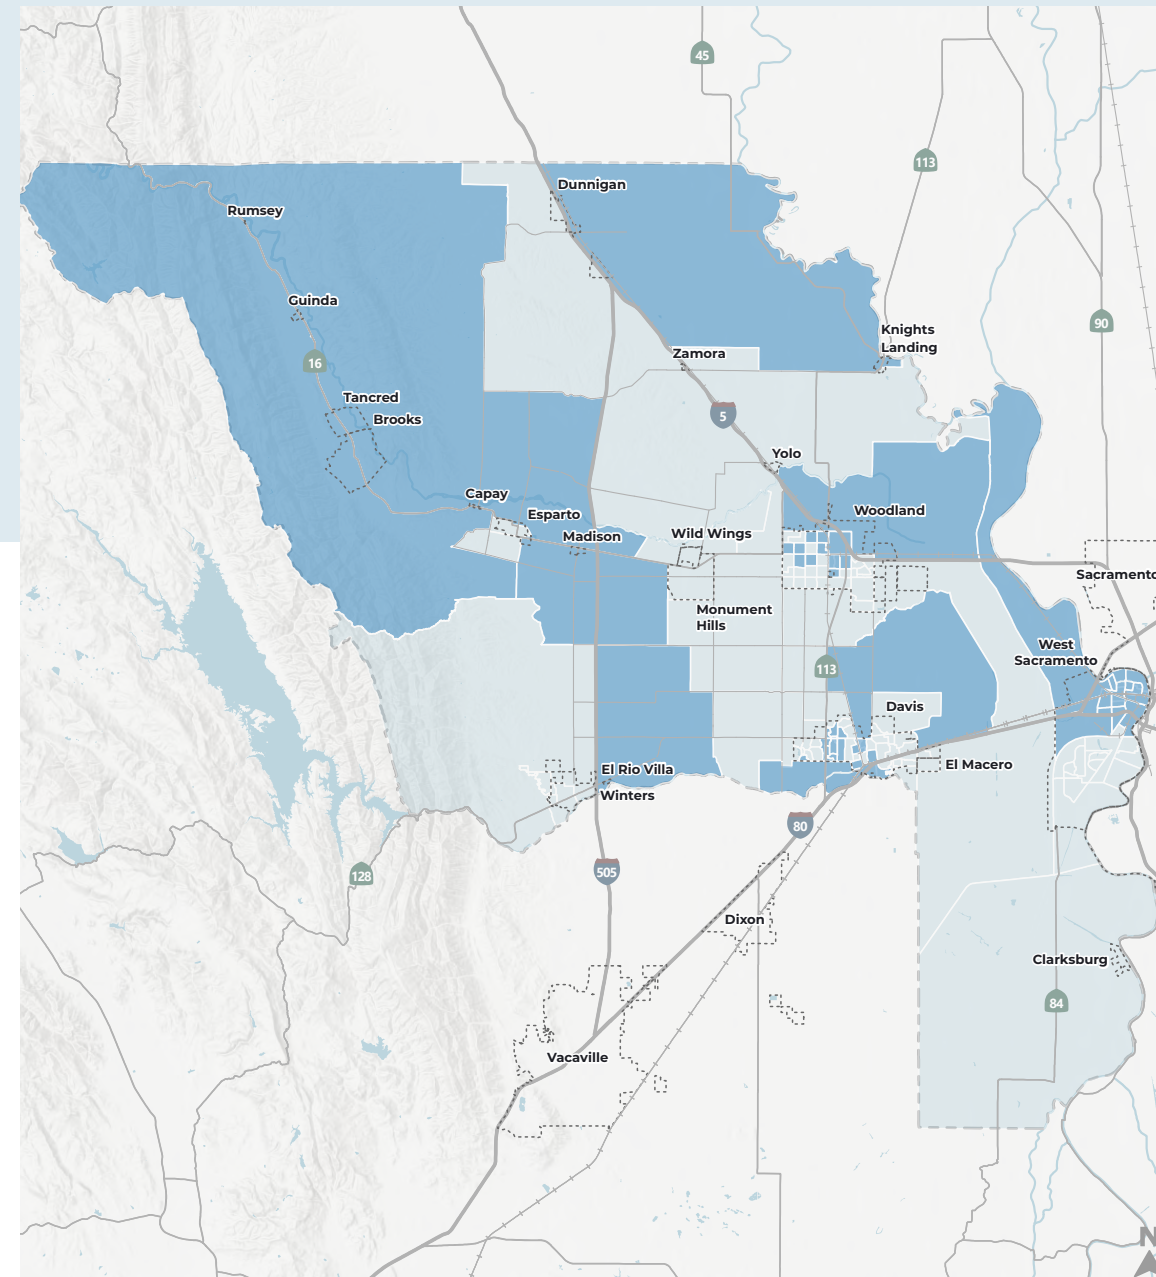 45
113
Dunnigan
Rumsey
Guinda
90
Knights
Landing
Zamora
16
Tancred
Brooks
5
Yolo
Capay
Esparto
Madison
Wild Wings
Woodland
Sacramento
Monument
Hills
West
Sacramento
113
Davis
El Rio Villa
El Macero
Winters
80
505
128
Dixon
Clarksburg
84
Vacaville
N